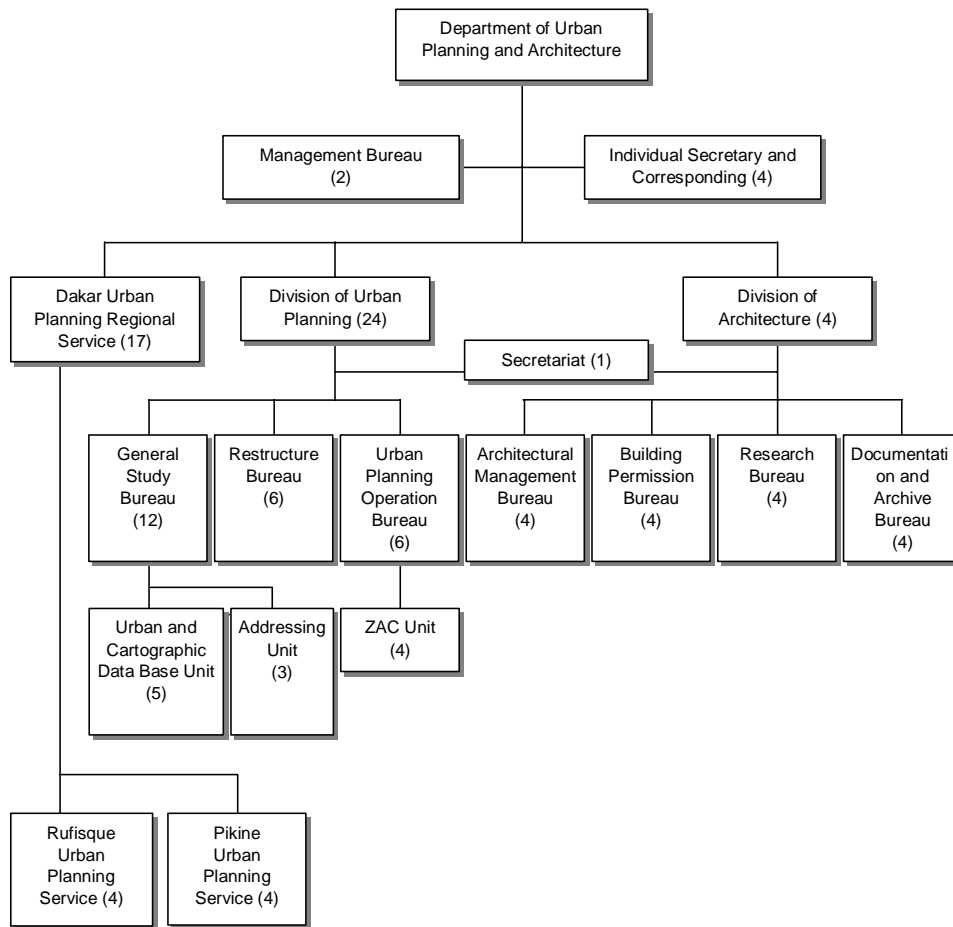 Department of Urban
Planning and Architecture
Management Bureau
(2)
Individual Secretary and
Corresponding (4)
Dakar Urban
Planning Regional
Service (17)
Division of Urban
Planning (24)
Division of
Architecture (4)
Secretariat (1)
General
Study
Bureau
(12)
Restructure
Bureau
(6)
Urban
Planning
Operation
Bureau
(6)
Architectural
Management
Bureau
(4)
Building
Permission
Bureau
(4)
Research
Bureau
(4)
Documentati
on and
Archive
Bureau
(4)
Urban and
Cartographic
Data Base Unit
(5)
Addressing
Unit
(3)
ZAC Unit
(4)
Rufisque
Urban
Planning
Service (4)
Pikine
Urban
Planning
Service (4)